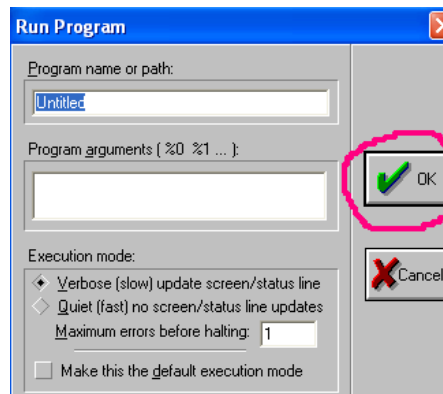 Run Program
Program name or path:
Untitled
Program arguments ( %0 %1 ... ):
OK
Cancel
Execution mode:
Verbose (slow) update screen/status line
Quiet (fast) no screen/status line updates
Maximum errors before halting: 1
Make this the default execution mode